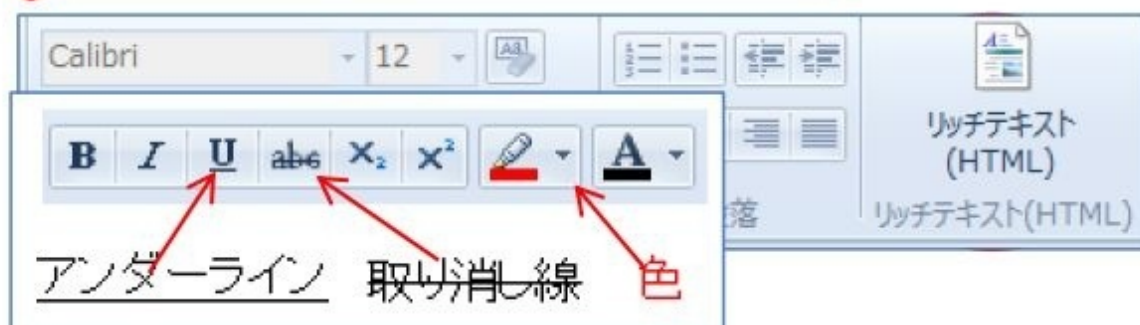 Calibri 12
リッチテキスト
(HTML)
B I U abc X₂ X² A
落 リッチテキスト(HTML)
アンダーライン 取り消し線 色